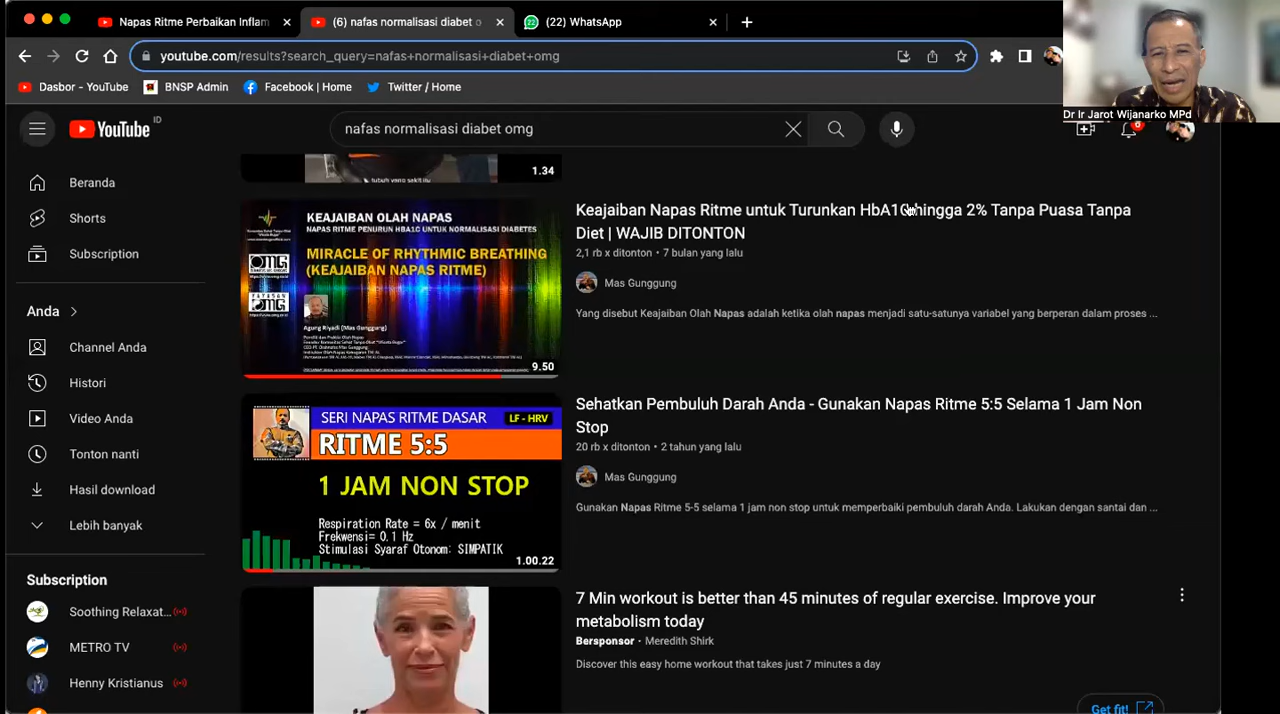 Napas Ritme Perbaikan Inflam
(6) nafas normalisasi diabet o
(22) WhatsApp
youtube.com/results?search_query=nafas+normalisasi+diabet+omg
Dasbor - YouTube
BNSP Admin
Facebook | Home
Twitter / Home
Dr Ir Jarot Wijanarko MPd
YouTube ID
nafas normalisasi diabet omg
6
Beranda
Shorts
Subscription
Anda
Channel Anda
Histori
Video Anda
Tonton nanti
Hasil download
Lebih banyak
Subscription
Soothing Relaxat...
METRO TV
Henny Kristianus
1.34
KEAJAIBAN OLAH NAPAS
NAPAS RITME PENURUN HBA1C UNTUK NORMALISASI DIABETES
MIRACLE OF RHYTHMIC BREATHING
(KEAJAIBAN NAPAS RITME)
OMG
OMG
Agung Riyadi (Mas Gunggung)
9.50
Keajaiban Napas Ritme untuk Turunkan HbA1C hingga 2% Tanpa Puasa Tanpa
Diet | WAJIB DITONTON
2,1 rb x ditonton • 7 bulan yang lalu
Mas Gunggung
Yang disebut Keajaiban Olah Napas adalah ketika olah napas menjadi satu-satunya variabel yang berperan dalam proses ...
SERI NAPAS RITME DASAR
LF - HRV
RITME 5:5
1 JAM NON STOP
Respiration Rate = 6x / menit
Frekwensi= 0.1 Hz
Stimulasi Syaraf Otonom: SIMPATIK
1.00.22
Sehatkan Pembuluh Darah Anda - Gunakan Napas Ritme 5:5 Selama 1 Jam Non
Stop
20 rb x ditonton • 2 tahun yang lalu
Mas Gunggung
Gunakan Napas Ritme 5-5 selama 1 jam non stop untuk memperbaiki pembuluh darah Anda. Lakukan dengan santai dan ...
7 Min workout is better than 45 minutes of regular exercise. Improve your
metabolism today
Bersponsor • Meredith Shirk
Discover this easy home workout that takes just 7 minutes a day
Get fit!